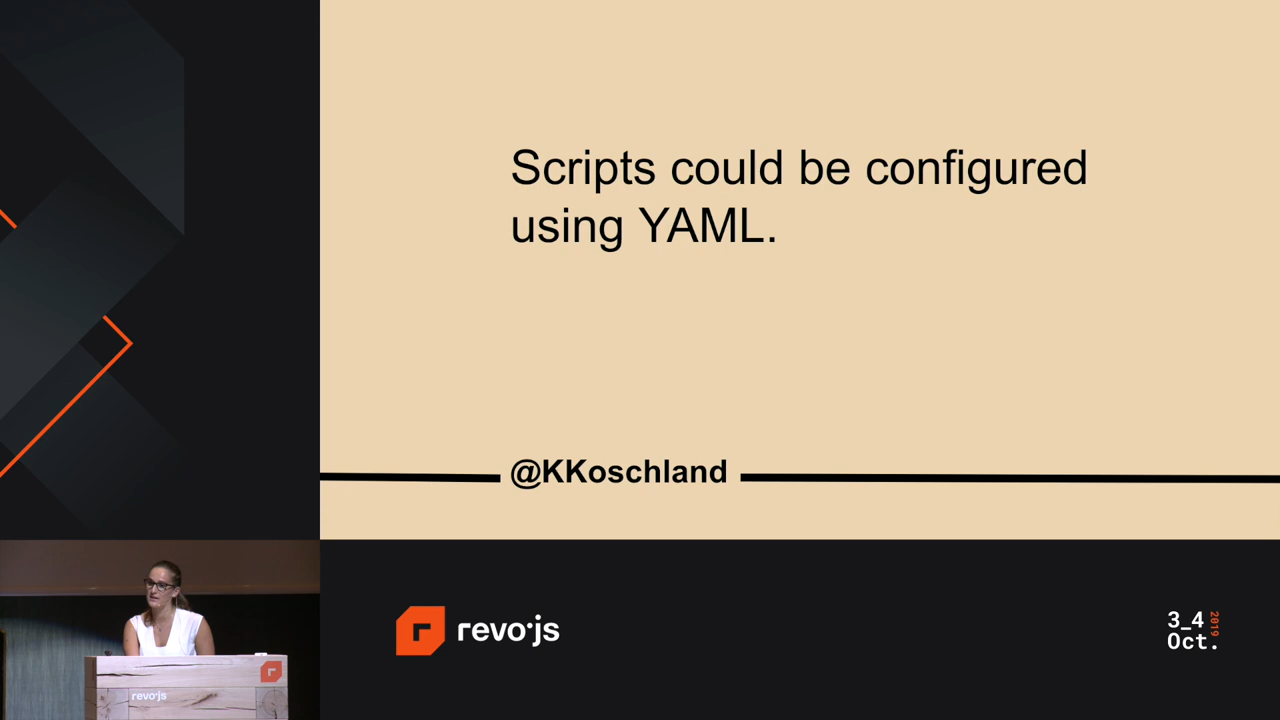 Scripts could be configured
using YAML.
@KKoschland
revo·js
3_4
Oct.
2019
revo·js